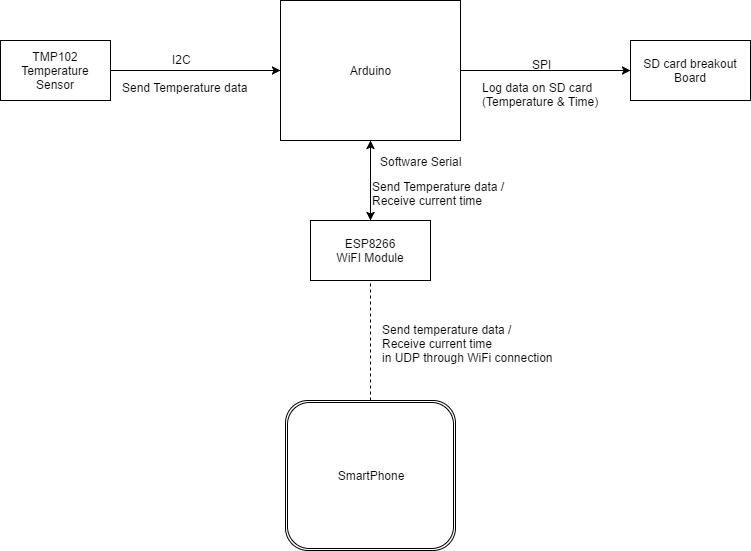 TMP102
Temperature
Sensor
I2C
Send Temperature data
Arduino
SPI
Log data on SD card
(Temperature & Time)
SD card breakout
Board
Software Serial
Send Temperature data /
Receive current time
ESP8266
WiFI Module
Send temperature data /
Receive current time
in UDP through WiFi connection
SmartPhone